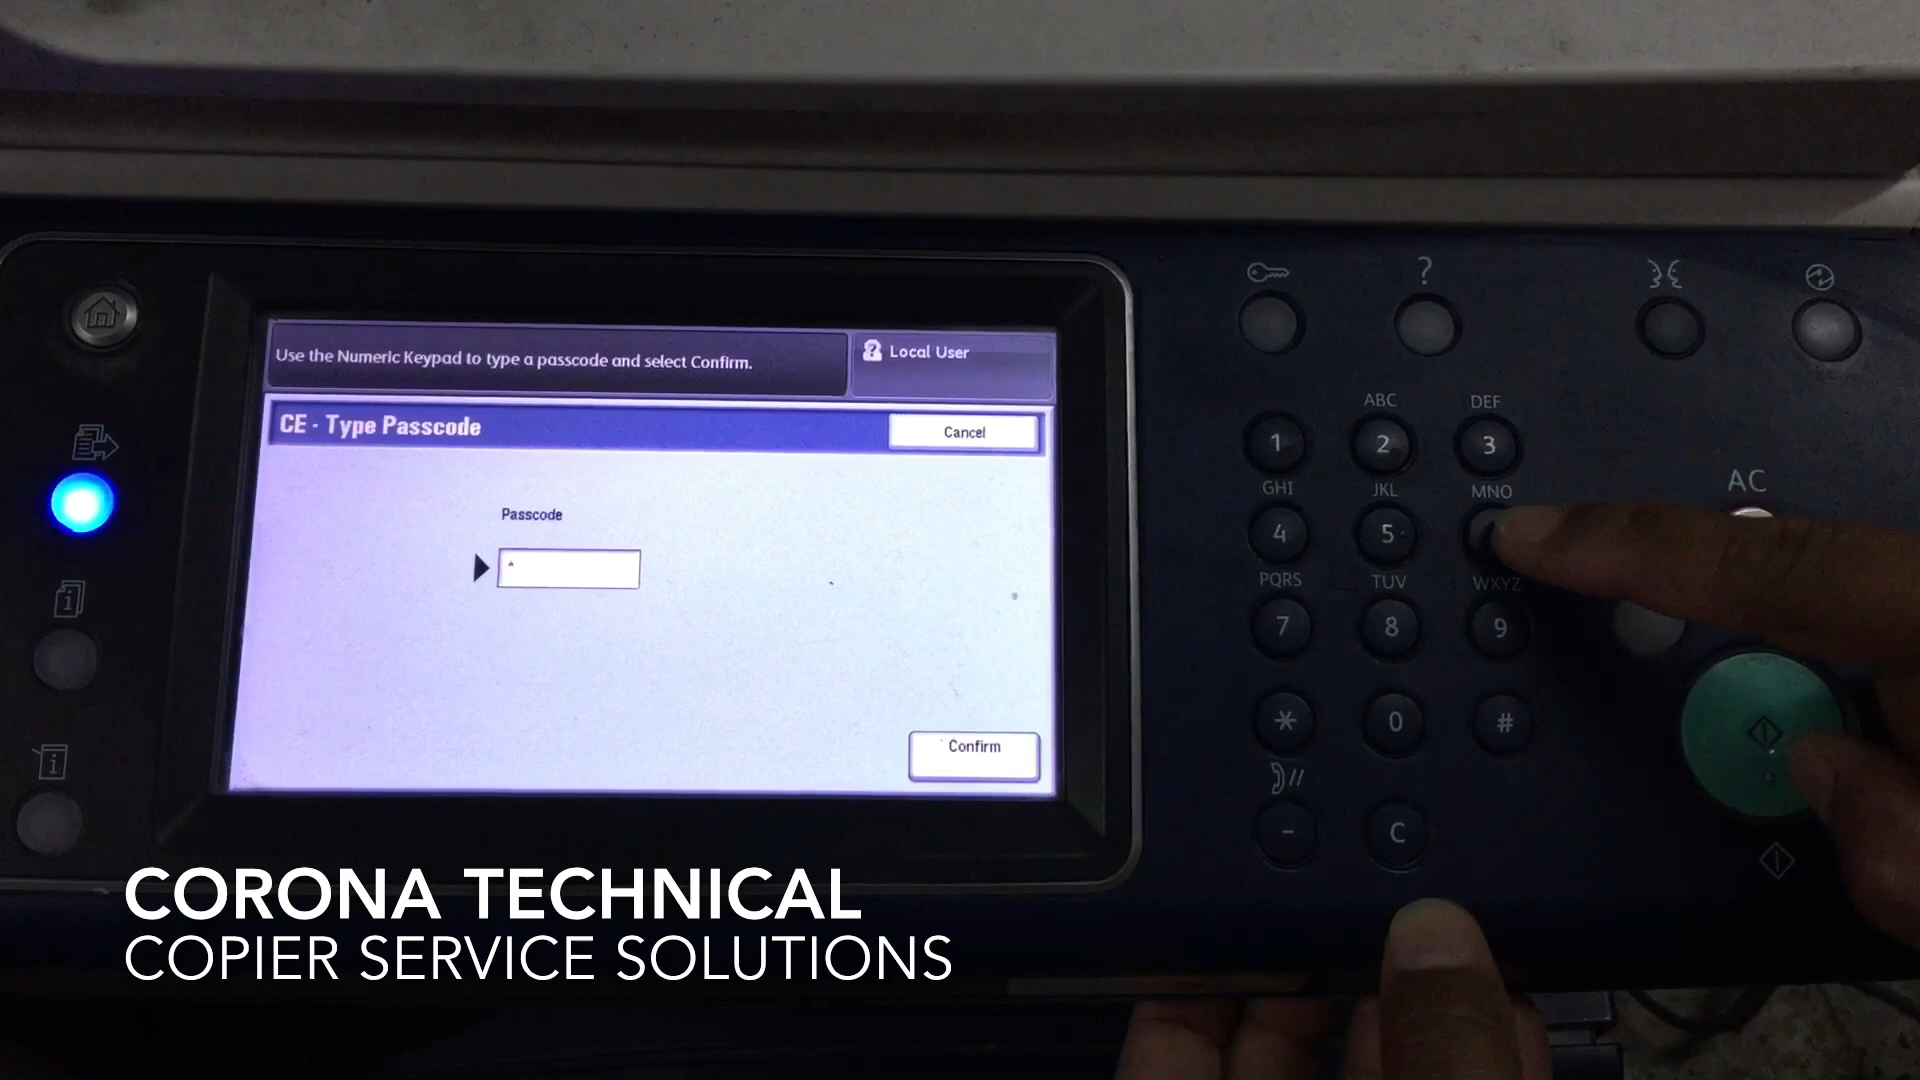 Use the Numeric Keypad to type a passcode and select Confirm.
Local User
CE - Type Passcode
Cancel
Passcode
*
Confirm
?
ABC
DEF
1
2
3
GHI
JKL
MNO
4
5
PQRS
TUV
WXYZ
7
8
9
*
0
#
-
C
AC
CORONA TECHNICAL
COPIER SERVICE SOLUTIONS